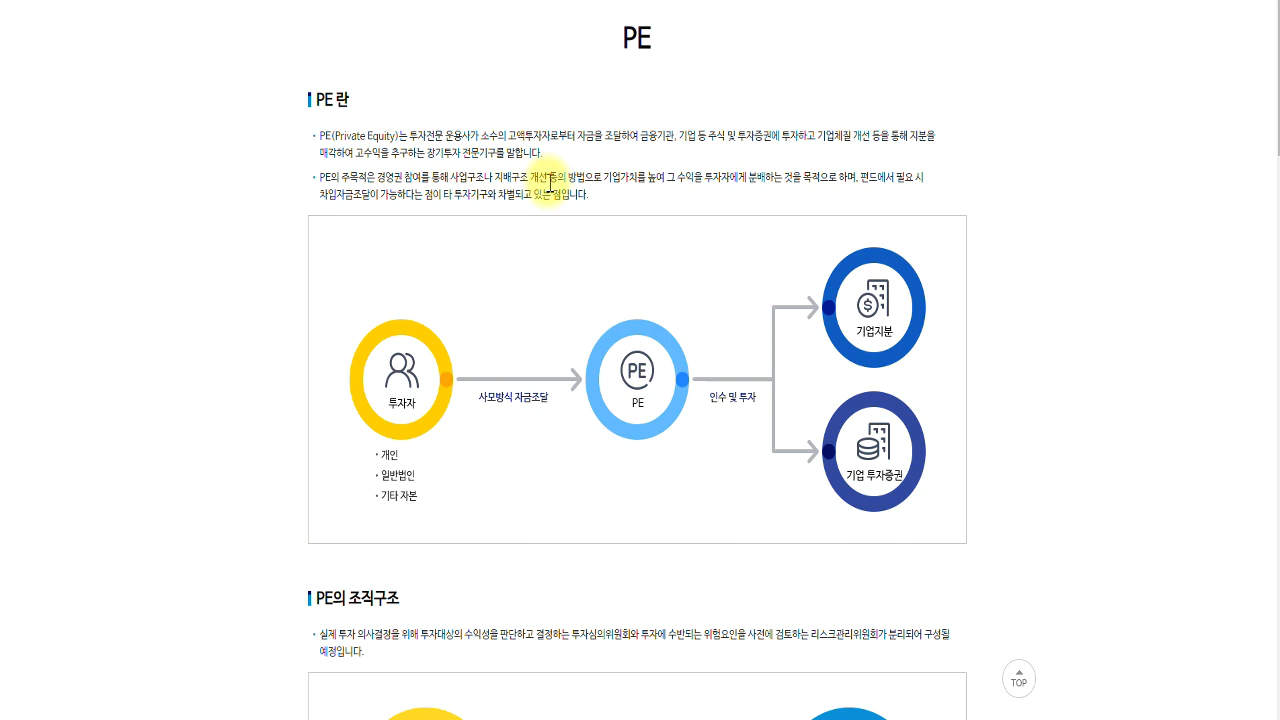 PE
PE 란
· PE(Private Equity)는 투자전문 운용사가 소수의 고액투자자로부터 자금을 조달하여 금융기관, 기업 등 주식 및 투자증권에 투자하고 기업체질 개선 등을 통해 지분을
매각하여 고수익을 추구하는 장기투자 전문기구를 말합니다.
· PE의 주목적은 경영권 참여를 통해 사업구조나 지배구조 개선 등의 방법으로 기업가치를 높여 그 수익을 투자자에게 분배하는 것을 목적으로 하며, 펀드에서 필요 시
차입자금조달이 가능하다는 점이 타 투자기구와 차별되고 있는 점입니다.
기업지분
PE
투자자
사모방식 자금조달
PE
인수 및 투자
· 개인
· 일반법인
· 기타 자본
기업 투자증권
PE의 조직구조
· 실제 투자 의사결정을 위해 투자대상의 수익성을 판단하고 결정하는 투자심의위원회와 투자에 수반되는 위험요인을 사전에 검토하는 리스크관리위원회가 분리되어 구성될
예정입니다.
TOP